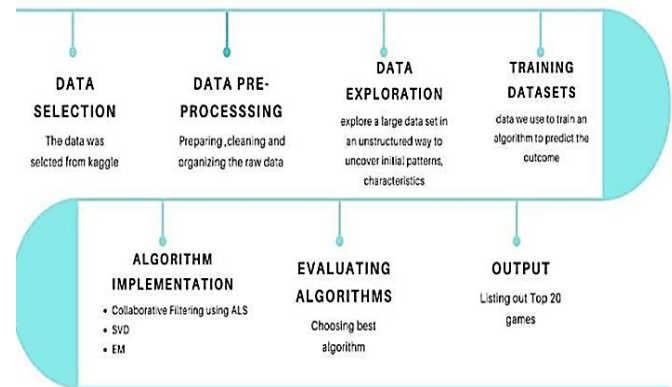 DATA
SELECTION
The data was
selcted from kaggle
DATA PRE-
PROCESSSING
Preparing ,cleaning and
organizing the raw data
DATA
EXPLORATION
explore a large data set in
an unstructured way to
uncover initial patterns,
characteristics
TRAINING
DATASETS
data we use to train an
algorithm to predict the
outcome
ALGORITHM
IMPLEMENTATION
• Collaborative Filtering using ALS
• SVD
• EM
EVALUATING
ALGORITHMS
Choosing best
algorithm
OUTPUT
Listing out Top 20
games